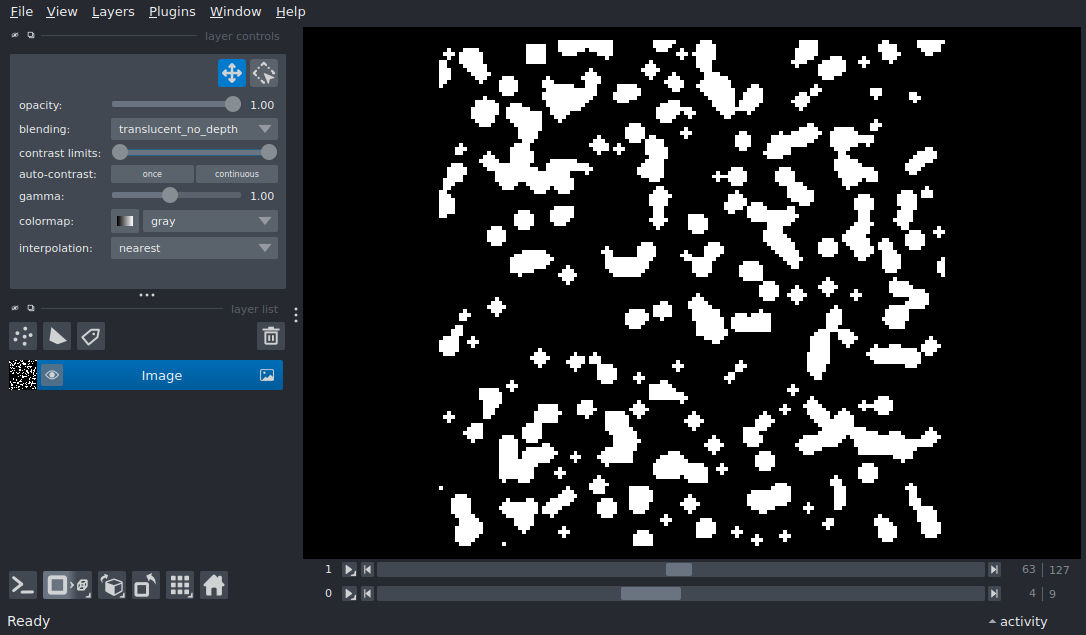 File View Layers Plugins Window Help
layer controls
opacity: 1.00
blending: translucent_no_depth
contrast limits:
auto-contrast: once continuous
gamma: 1.00
colormap: gray
interpolation: nearest
layer list
Image
1 63 127
0 4 9
Ready activity